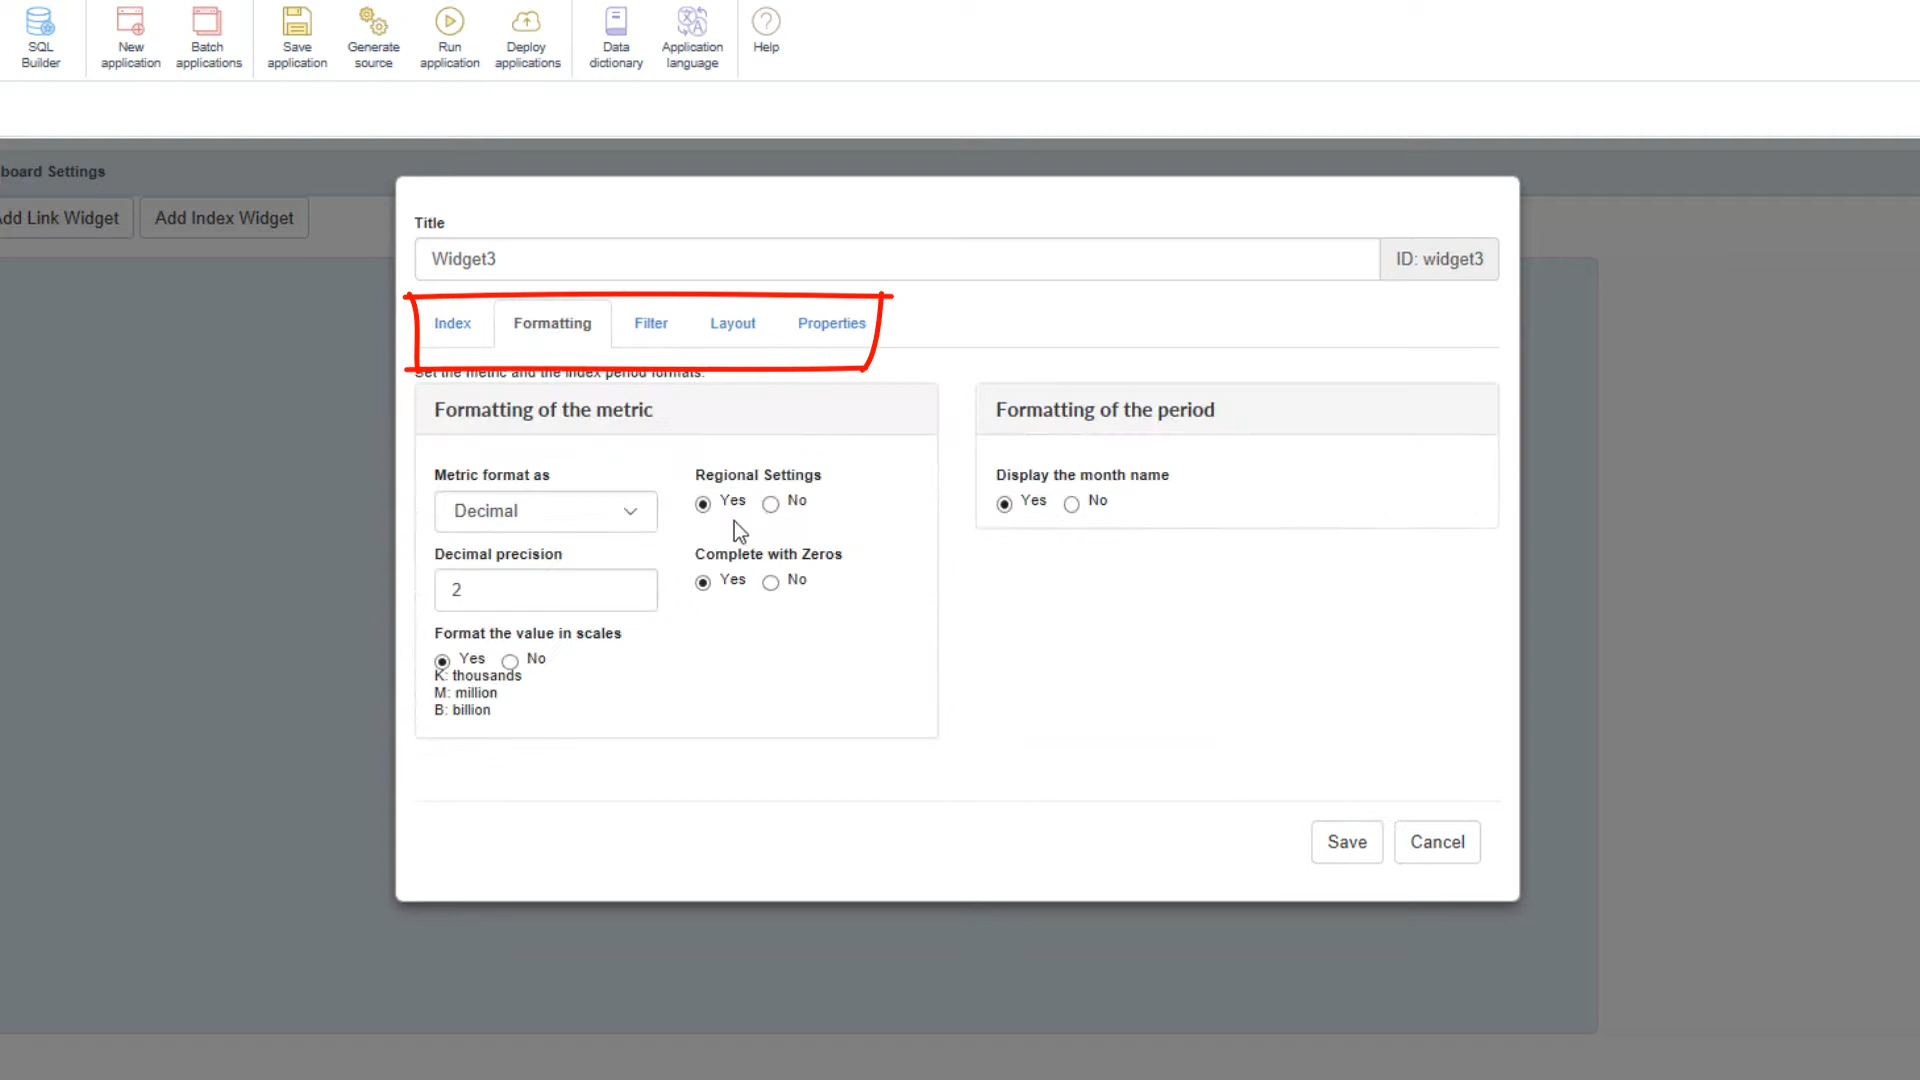 SQL Builder
New application
Batch applications
Save application
Generate source
Run application
Deploy applications
Data dictionary
Application language
Help
board Settings
dd Link Widget
Add Index Widget
Title
Widget3
ID: widget3
Index
Formatting
Filter
Layout
Properties
Set the metric and the index period formats.
Formatting of the metric
Formatting of the period
Metric format as
Regional Settings
Display the month name
Decimal
Yes No
Yes No
Decimal precision
Complete with Zeros
2
Yes No
Format the value in scales
Yes No
K: thousands
M: million
B: billion
Save
Cancel